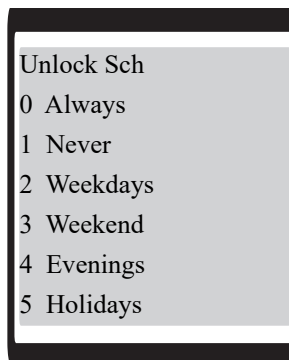 Unlock Sch
0 Always
1 Never
2 Weekdays
3 Weekend
4 Evenings
5 Holidays